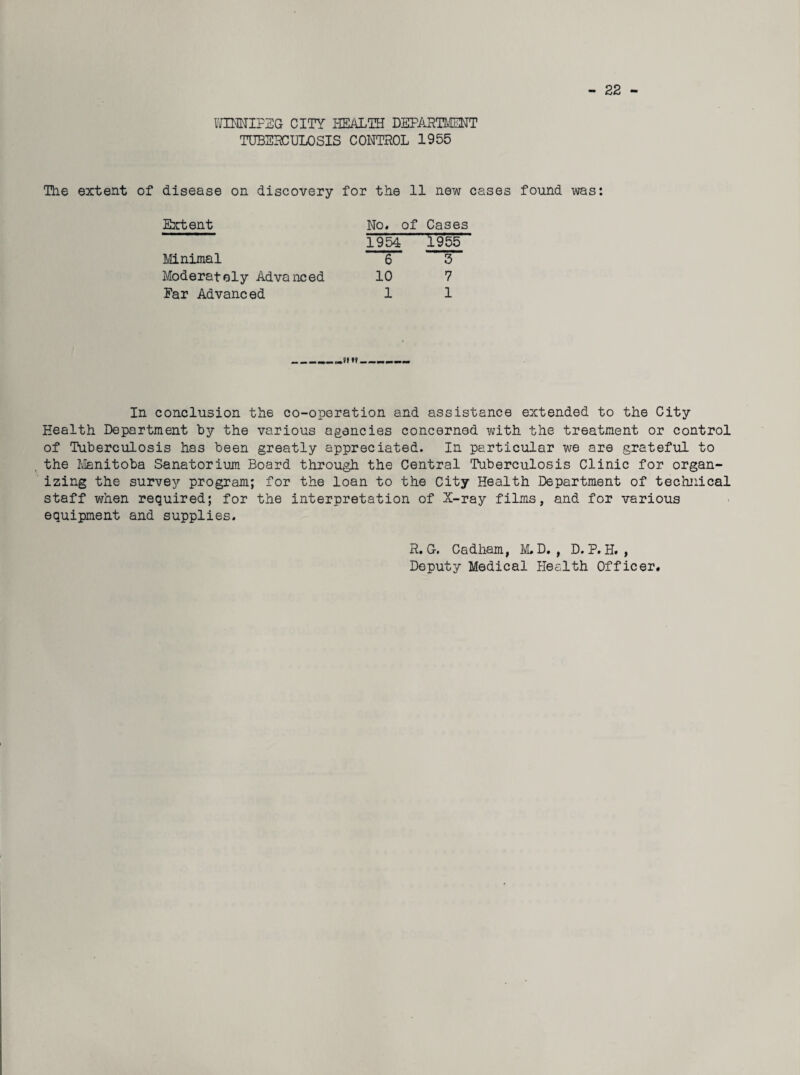 - 22 -
WINNIPEG CITY HEALTH DEPARTMENT
TUBERCULOSIS CONTROL 1955
The extent of disease on discovery for the 11 new cases found was:
Extent No. of Cases
1954 1955
Minimal 6 3
Moderately Advanced 10 7
Far Advanced 1 1
-------""-------
In conclusion the co-operation and assistance extended to the City
Health Department by the various agencies concerned with the treatment or control
of Tuberculosis has been greatly appreciated. In particular we are grateful to
the Manitoba Sanatorium Board through the Central Tuberculosis Clinic for organ-
izing the survey program; for the loan to the City Health Department of technical
staff when required; for the interpretation of X-ray films, and for various
equipment and supplies.
R. G. Cadham, M. D. , D. P. H. ,
Deputy Medical Health Officer.